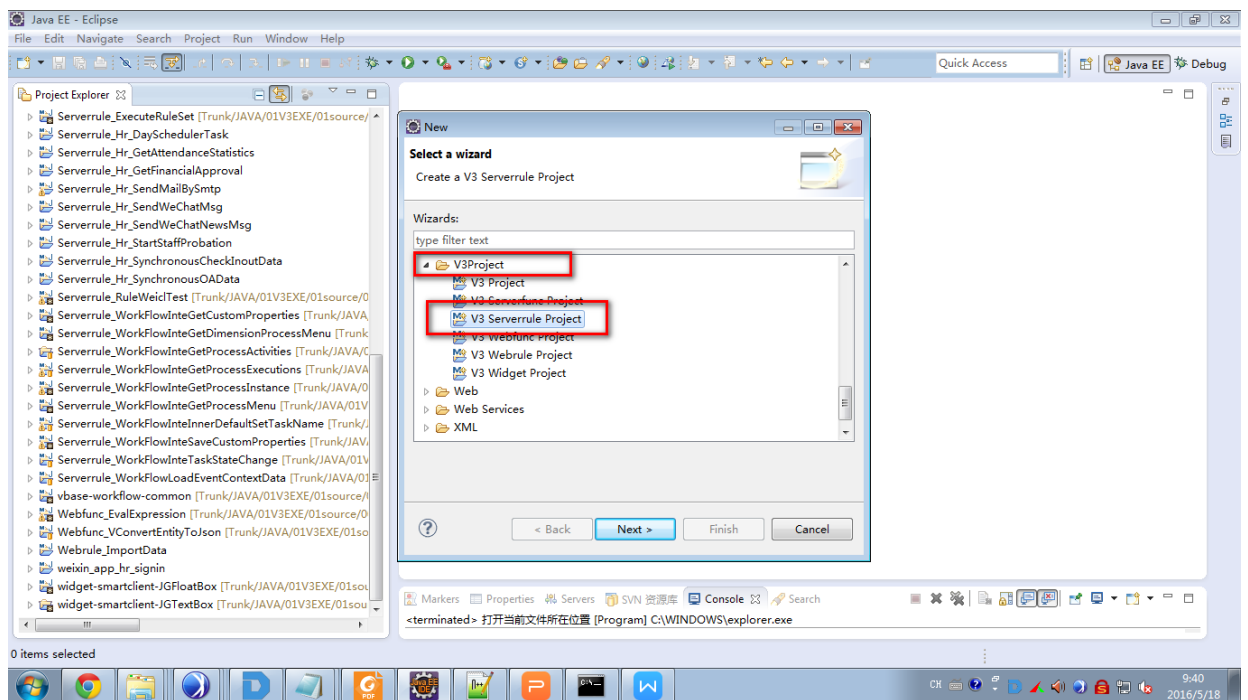 Java EE - Eclipse
File Edit Navigate Search Project Run Window Help
Quick Access
Java EE
Debug
Project Explorer
Serverrule_ExecuteRuleSet [Trunk/JAVA/01V3EXE/01source/
Serverrule_Hr_DaySchedulerTask
Serverrule_Hr_GetAttendanceStatistics
Serverrule_Hr_GetFinancialApproval
Serverrule_Hr_SendMailBySmtp
Serverrule_Hr_SendWeChatMsg
Serverrule_Hr_SendWeChatNewsMsg
Serverrule_Hr_StartStaffProbation
Serverrule_Hr_SynchronousCheckInoutData
Serverrule_Hr_SynchronousOAData
Serverrule_RuleWeiclTest [Trunk/JAVA/01V3EXE/01source/0
Serverrule_WorkFlowInteGetCustomProperties [Trunk/JAVA
Serverrule_WorkFlowInteGetDimensionProcessMenu [Trunk
Serverrule_WorkFlowInteGetProcessActivities [Trunk/JAVA/0
Serverrule_WorkFlowInteGetProcessExecutions [Trunk/JAVA
Serverrule_WorkFlowInteGetProcessInstance [Trunk/JAVA/0
Serverrule_WorkFlowInteGetProcessMenu [Trunk/JAVA/01V
Serverrule_WorkFlowInteInnerDefaultSetTaskName [Trunk/J
Serverrule_WorkFlowInteSaveCustomProperties [Trunk/JAV
Serverrule_WorkFlowInteTaskStateChange [Trunk/JAVA/01V
Serverrule_WorkFlowLoadEventContextData [Trunk/JAVA/01
vbase-workflow-common [Trunk/JAVA/01V3EXE/01source/
Webfunc_EvalExpression [Trunk/JAVA/01V3EXE/01source/0
Webfunc_VConvertEntityToJson [Trunk/JAVA/01V3EXE/01so
Webrule_ImportData
weixin_app_hr_signin
widget-smartclient-JGFloatBox [Trunk/JAVA/01V3EXE/01sou
widget-smartclient-JGTextBox [Trunk/JAVA/01V3EXE/01sou
New
Select a wizard
Create a V3 Serverrule Project
Wizards:
type filter text
V3Project
V3 Project
V3 Serverfunc Project
V3 Serverrule Project
V3 Webfunc Project
V3 Webrule Project
V3 Widget Project
Web
Web Services
XML
< Back
Next >
Finish
Cancel
Markers Properties Servers SVN 资源库 Console Search
<terminated> 打开当前文件所在位置 [Program] C:\WINDOWS\explorer.exe
0 items selected
CH
9:40
2016/5/18